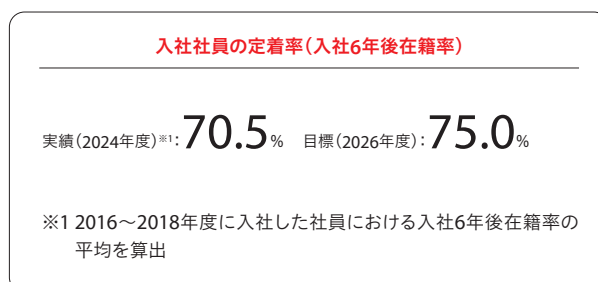 入社社員の定着率（入社6年後在籍率）
実績（2024年度）※1：70.5% 目標（2026年度）：75.0%
※1 2016～2018年度に入社した社員における入社6年後在籍率の
平均を算出